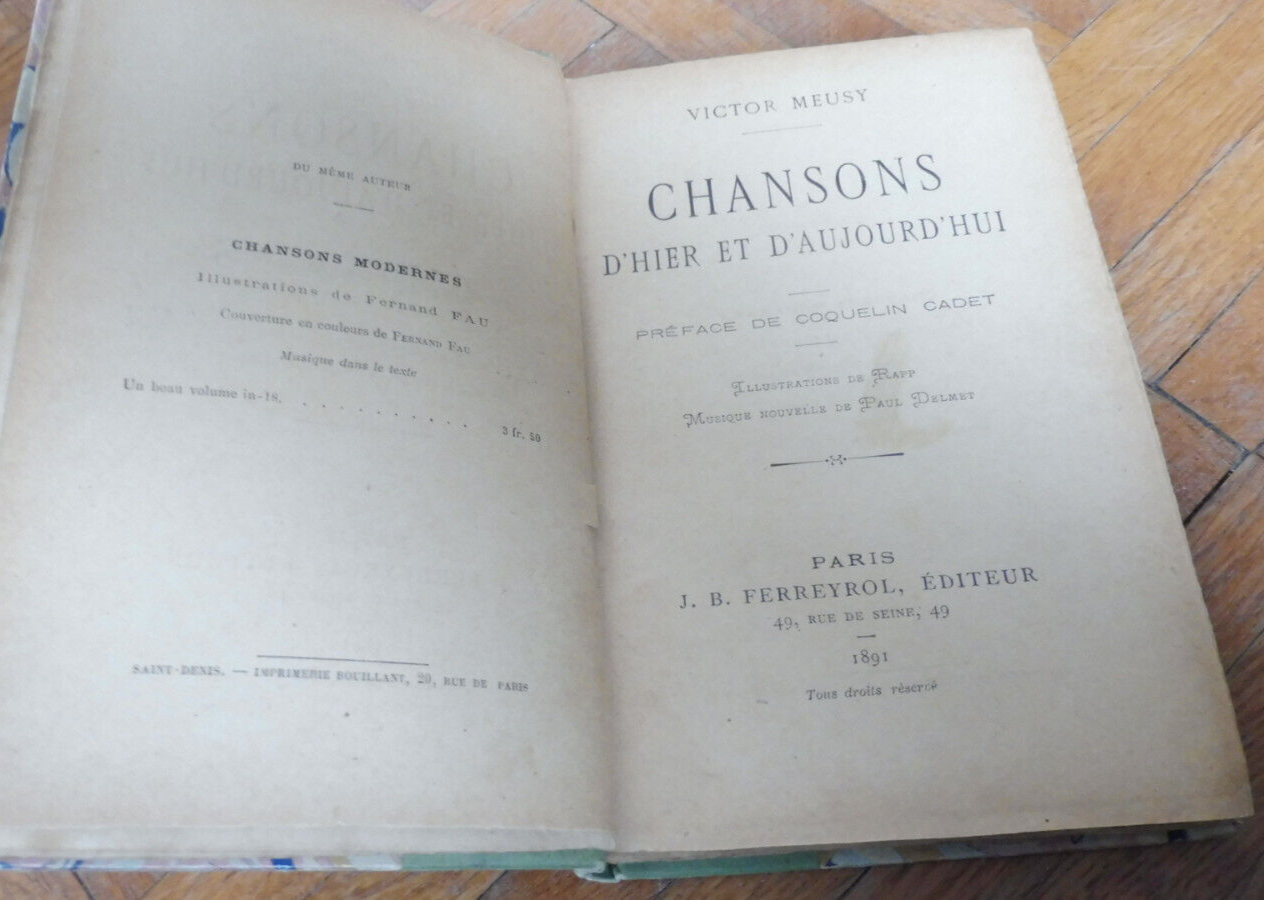 DU MÊME AUTEUR
CHANSONS MODERNES
Illustrations de Fernand FAU
Couverture en couleurs de FERNAND FAU
Musique dans le texte
Un beau volume in-18. . . . . . . . . . 3 fr. 50
SAINT-DENIS. — IMPRIMERIE BOUILLANT, 20, RUE DE PARIS
VICTOR MEUSY
CHANSONS
D'HIER ET D'AUJOURD'HUI
PRÉFACE DE COQUELIN CADET
ILLUSTRATIONS DE RAPP
MUSIQUE NOUVELLE DE PAUL DELMET
PARIS
J. B. FERREYROL, ÉDITEUR
49, RUE DE SEINE, 49
1891
Tous droits réservé